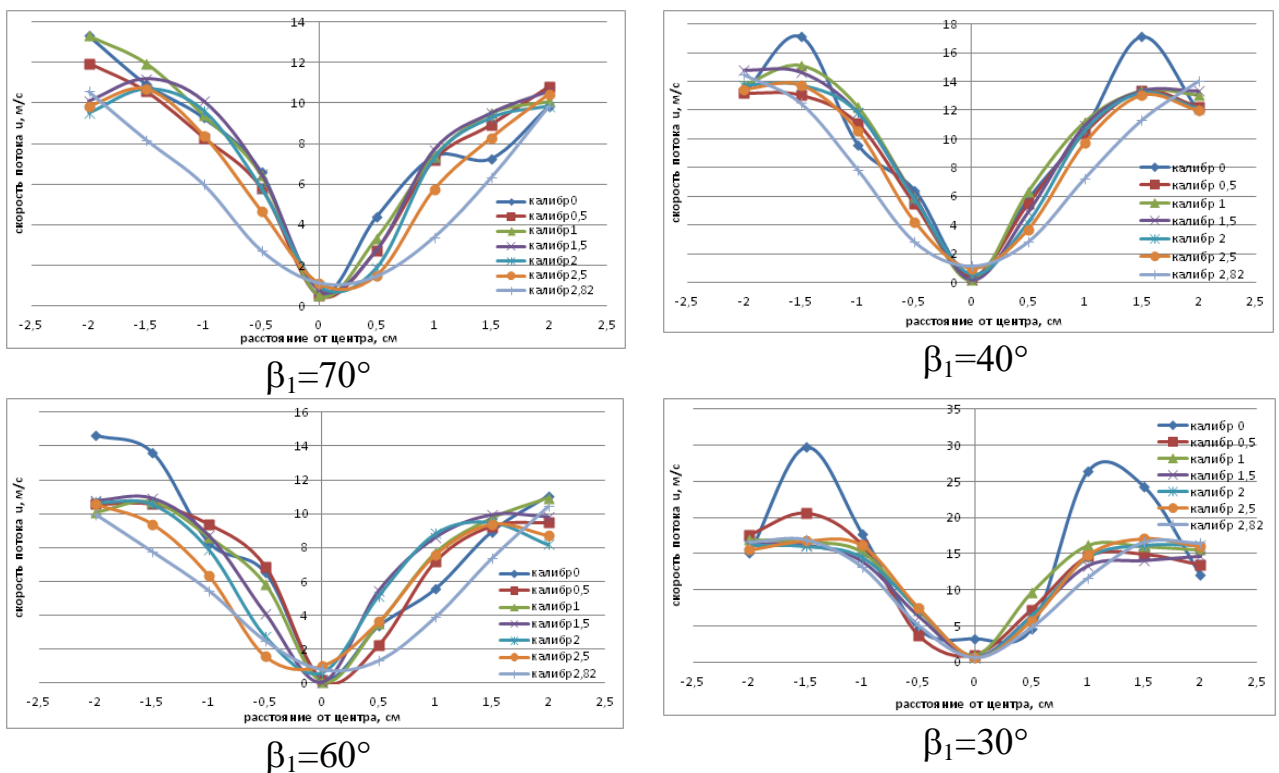 14
12
10
8
6
4
2
0
-2,5 -2 -1,5 -1 -0,5 0 0,5 1 1,5 2 2,5
скорость потока u, м/с
расстояние от центра, см
калибр0
калибр0,5
калибр1
калибр1,5
калибр2
калибр2,5
калибр2,82
β₁=70°
18
16
14
12
10
8
6
4
2
0
-2,5 -2 -1,5 -1 -0,5 0 0,5 1 1,5 2 2,5
скорость потока u, м/с
расстояние от центра, см
калибр 0
калибр 0,5
калибр 1
калибр 1,5
калибр 2
калибр 2,5
калибр 2,82
β₁=40°
16
14
12
10
8
6
4
2
0
-2,5 -2 -1,5 -1 -0,5 0 0,5 1 1,5 2 2,5
скорость потока u, м/с
расстояние от центра, см
калибр0
калибр0,5
калибр1
калибр1,5
калибр2
калибр2,5
калибр2,82
β₁=60°
35
30
25
20
15
10
5
0
-2,5 -2 -1,5 -1 -0,5 0 0,5 1 1,5 2 2,5
скорость потока u, м/с
расстояние от центра, см
калибр 0
калибр 0,5
калибр 1
калибр 1,5
калибр 2
калибр 2,5
калибр 2,82
β₁=30°